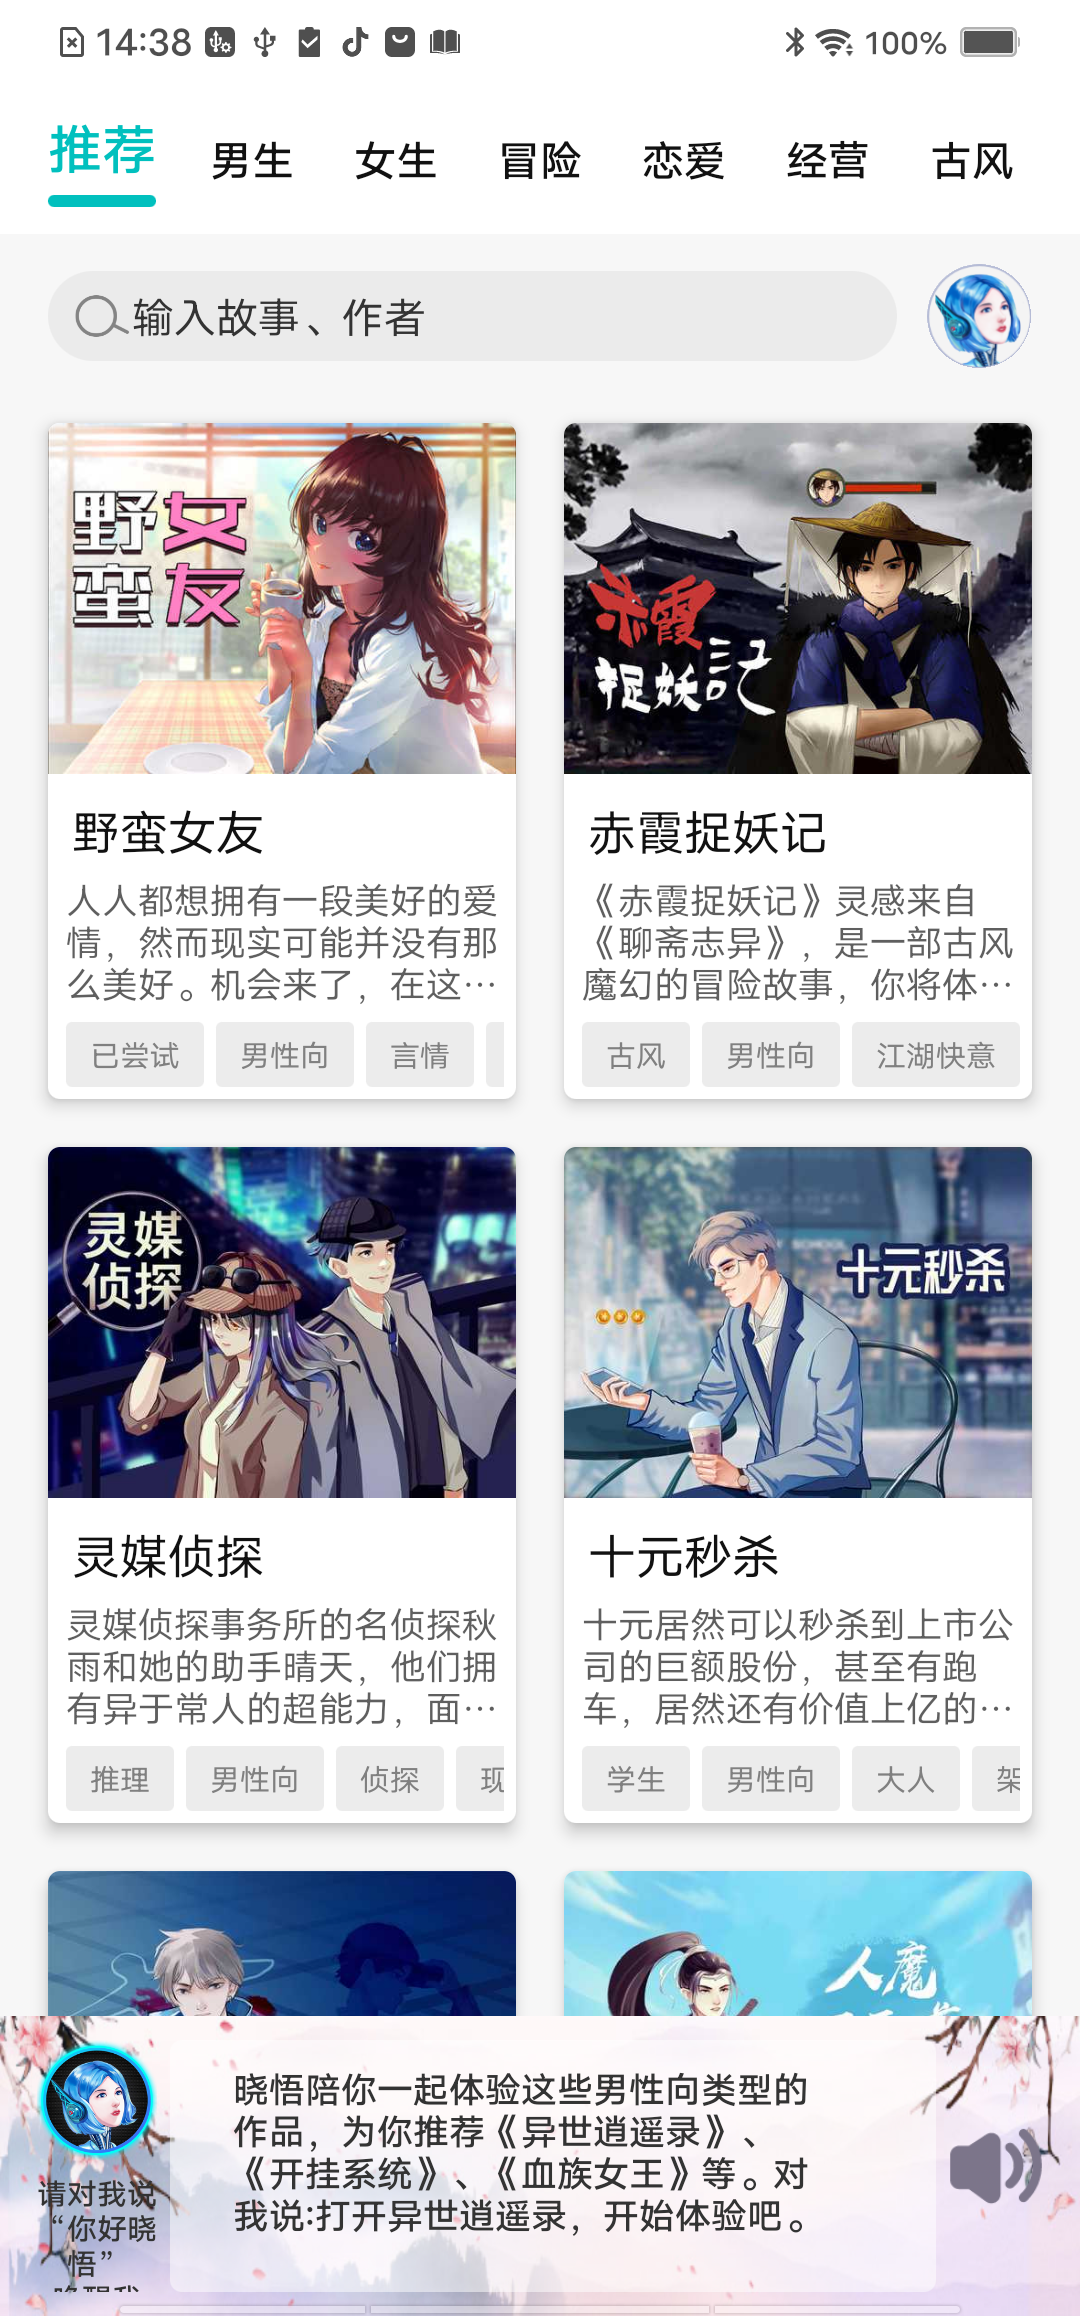 14:38
100%
推荐 男生 女生 冒险 恋爱 经营 古风
输入故事、作者
野蛮
女友
野蛮女友
人人都想拥有一段美好的爱
情，然而现实可能并没有那
么美好。机会来了，在这…
已尝试 男性向 言情
赤霞
捉妖記
赤霞捉妖记
《赤霞捉妖记》灵感来自
《聊斋志异》，是一部古风
魔幻的冒险故事，你将体…
古风 男性向 江湖快意
灵媒
侦探
灵媒侦探
灵媒侦探事务所的名侦探秋
雨和她的助手晴天，他们拥
有异于常人的超能力，面…
推理 男性向 侦探 现
十元秒杀
十元秒杀
十元居然可以秒杀到上市公
司的巨额股份，甚至有跑
车，居然还有价值上亿的…
学生 男性向 大人 架
人魔
请对我说
“你好晓
悟”
晓悟陪你一起体验这些男性向类型的
作品，为你推荐《异世逍遥录》、
《开挂系统》、《血族女王》等。对
我说:打开异世逍遥录，开始体验吧。